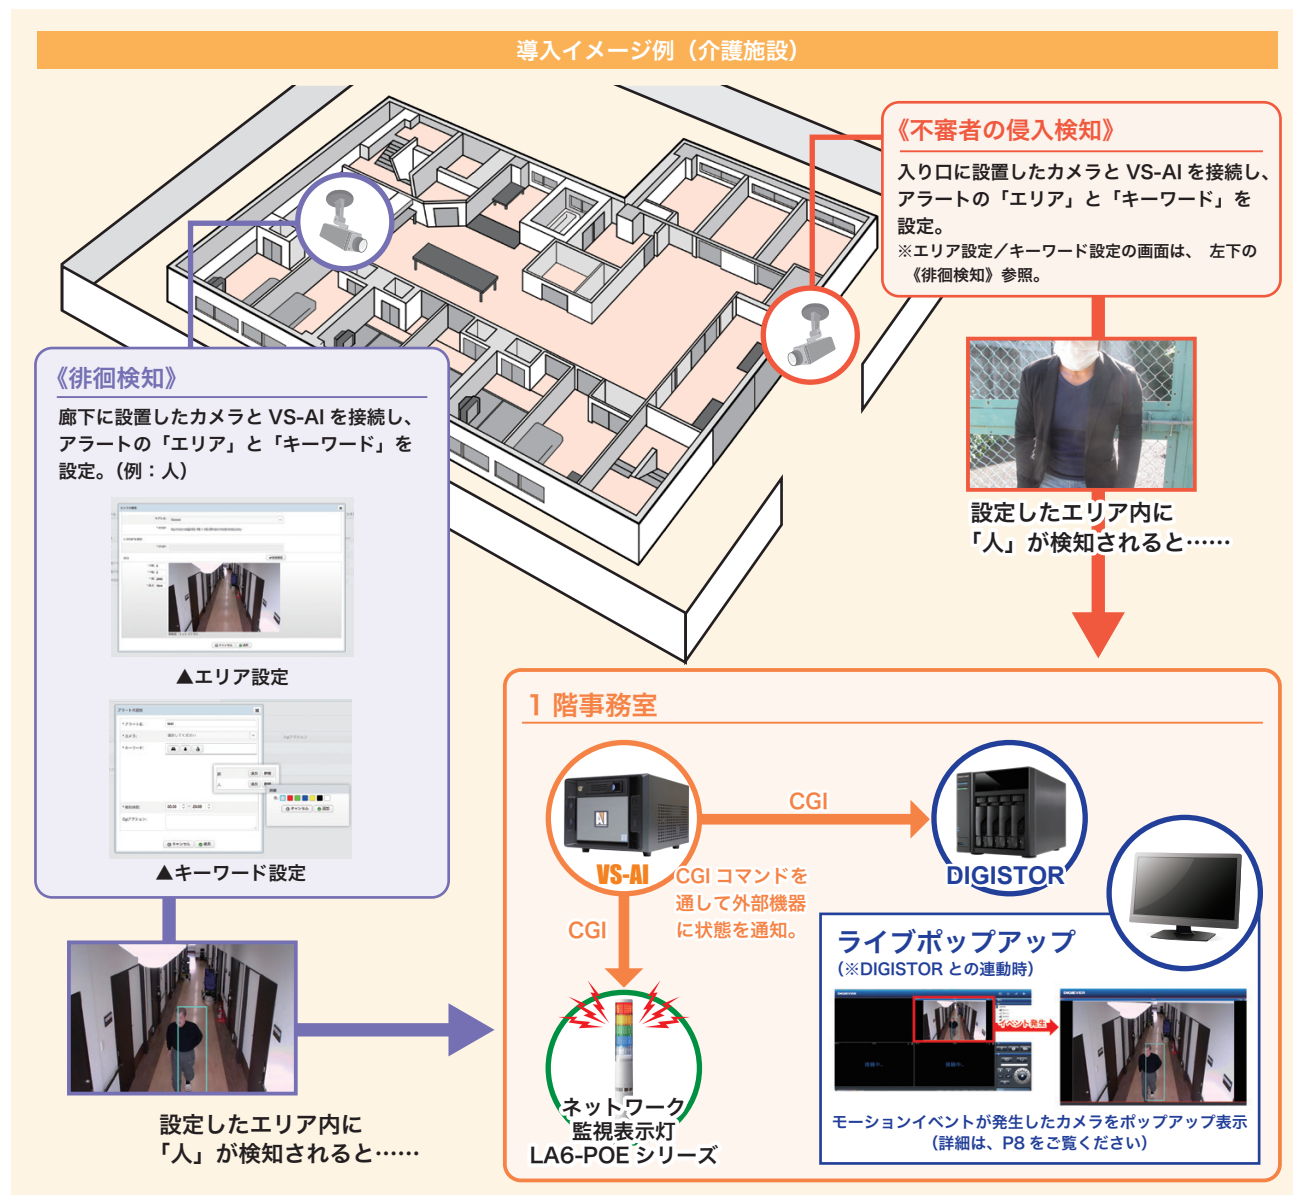 導入イメージ例（介護施設）
《不審者の侵入検知》
入り口に設置したカメラと VS-AI を接続し、
アラートの「エリア」と「キーワード」を
設定。
※エリア設定／キーワード設定の画面は、 左下の
《徘徊検知》参照。
《徘徊検知》
廊下に設置したカメラと VS-AI を接続し、
アラートの「エリア」と「キーワード」を
設定。（例：人）
▲エリア設定
アラートの設定
▲キーワード設定
設定したエリア内に
「人」が検知されると……
設定したエリア内に
「人」が検知されると……
1 階事務室
VS-AI
CGI
DIGISTOR
CGI コマンドを
通して外部機器
に状態を通知。
CGI
ネットワーク
監視表示灯
LA6-POE シリーズ
ライブポップアップ
（※DIGISTOR との連動時）
DIGIEVER
イベント発生
DIGIEVER
モーションイベントが発生したカメラをポップアップ表示
（詳細は、P8 をご覧ください）